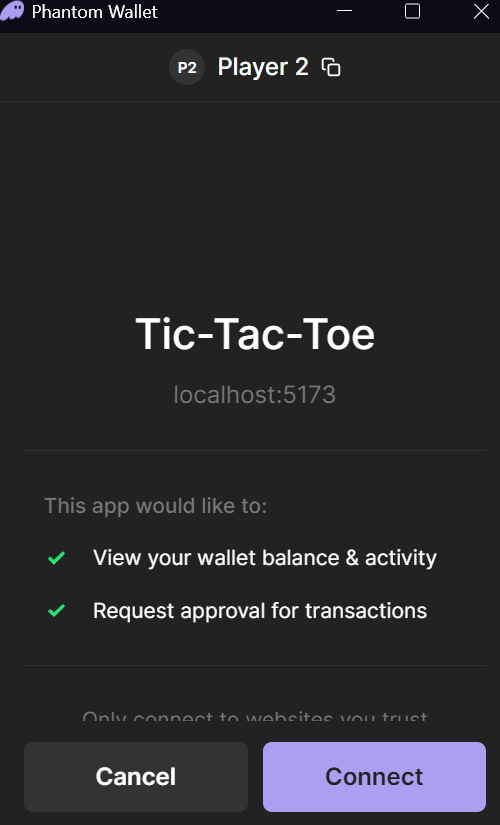 Phantom Wallet
P2 Player 2
Tic-Tac-Toe
localhost:5173
This app would like to:
View your wallet balance & activity
Request approval for transactions
Only connect to websites you trust
Cancel Connect